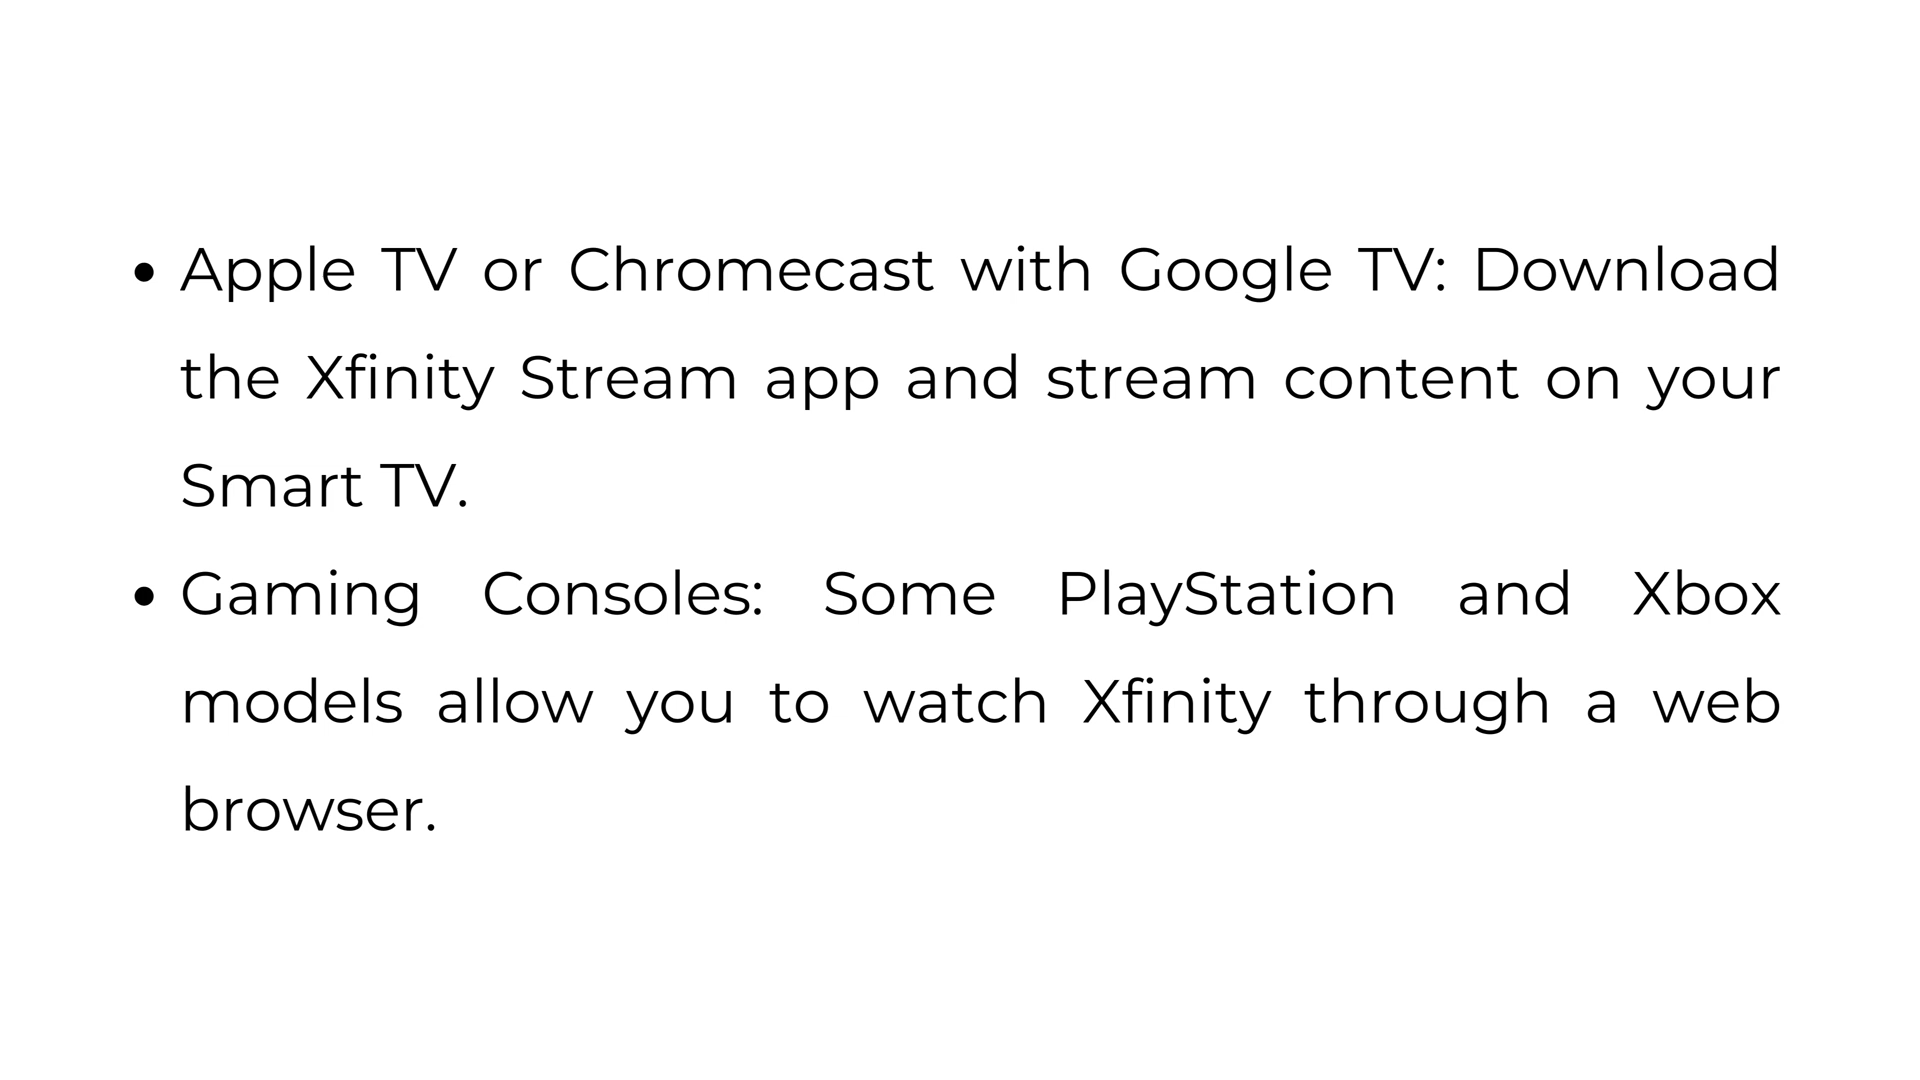 • Apple TV or Chromecast with Google TV: Download
the Xfinity Stream app and stream content on your
Smart TV.
• Gaming Consoles: Some PlayStation and Xbox
models allow you to watch Xfinity through a web
browser.